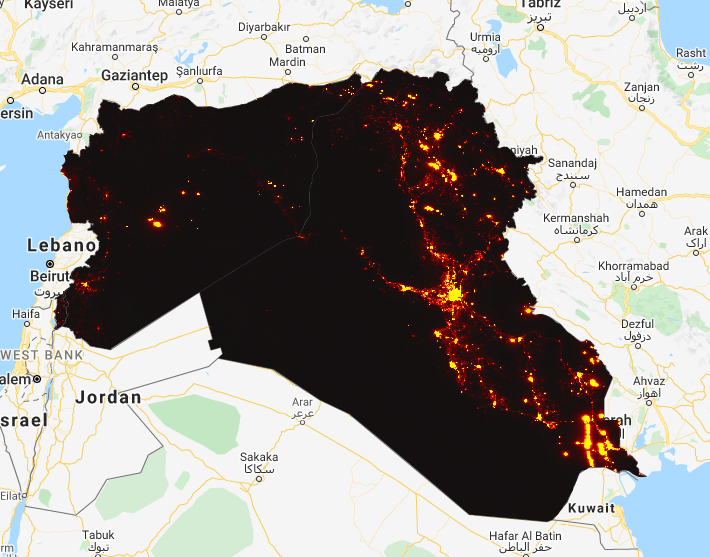 Kayseri
Malatya
Diyarbakır
Tabriz
تبریز
اردبیل
Kahramanmaraş
Batman
Urmia
ارومیه
Rasht
رشت
Adana
Gaziantep
Şanlıurfa
Mardin
Zanjan
زنجان
ersin
Antakya
niyah
Sanandaj
سنندج
Hamedan
همدان
Lebano
Kermanshah
کرمانشاه
Arak
اراک
Beirut
بيروت
Khorramabad
خرم آباد
Haifa
Dezful
دزفول
WEST BANK
alem
Ahvaz
اهواز
Jordan
Arar
عرعر
srael
rah
Sakaka
سكاكا
Eilat
Kuwait
Tabuk
تبوك
Hafar Al Batin
حفر الباطن